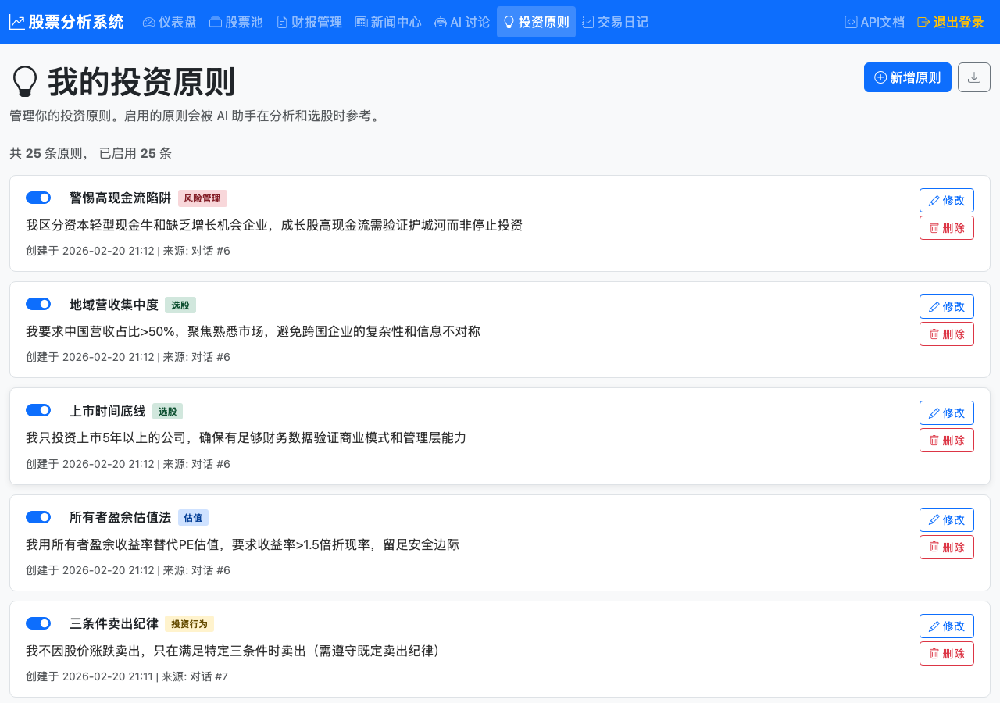 股票分析系统 仪表盘 股票池 财报管理 新闻中心 AI 讨论 投资原则 交易日记 API文档 退出登录
我的投资原则 新增原则
管理你的投资原则。启用的原则会被 AI 助手在分析和选股时参考。
共 25 条原则， 已启用 25 条
警惕高现金流陷阱 风险管理 修改
我区分资本轻型现金牛和缺乏增长机会企业，成长股高现金流需验证护城河而非停止投资 删除
创建于 2026-02-20 21:12 | 来源: 对话 #6
地域营收集中度 选股 修改
我要求中国营收占比>50%，聚焦熟悉市场，避免跨国企业的复杂性和信息不对称 删除
创建于 2026-02-20 21:12 | 来源: 对话 #6
上市时间底线 选股 修改
我只投资上市5年以上的公司，确保有足够财务数据验证商业模式和管理层能力 删除
创建于 2026-02-20 21:12 | 来源: 对话 #6
所有者盈余估值法 估值 修改
我用所有者盈余收益率替代PE估值，要求收益率>1.5倍折现率，留足安全边际 删除
创建于 2026-02-20 21:12 | 来源: 对话 #6
三条件卖出纪律 投资行为 修改
我不因股价涨跌卖出，只在满足特定三条件时卖出（需遵守既定卖出纪律） 删除
创建于 2026-02-20 21:11 | 来源: 对话 #7